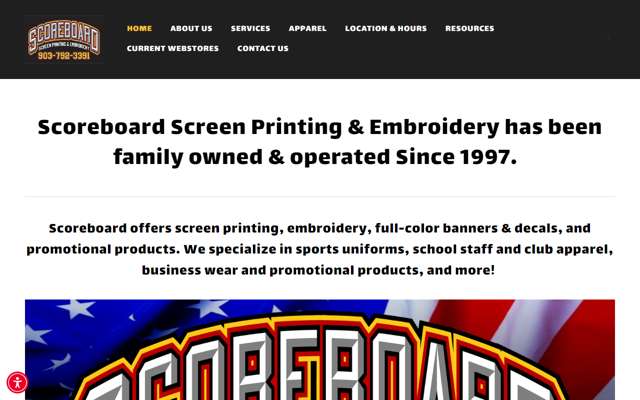 SCOREBOARD
SCREEN PRINTING & EMBROIDERY
903-792-3391
HOME ABOUT US SERVICES APPAREL LOCATION & HOURS RESOURCES
CURRENT WEBSTORES CONTACT US
Scoreboard Screen Printing & Embroidery has been
family owned & operated Since 1997.
Scoreboard offers screen printing, embroidery, full-color banners & decals, and
promotional products. We specialize in sports uniforms, school staff and club apparel,
business wear and promotional products, and more!
SCOREBOARD